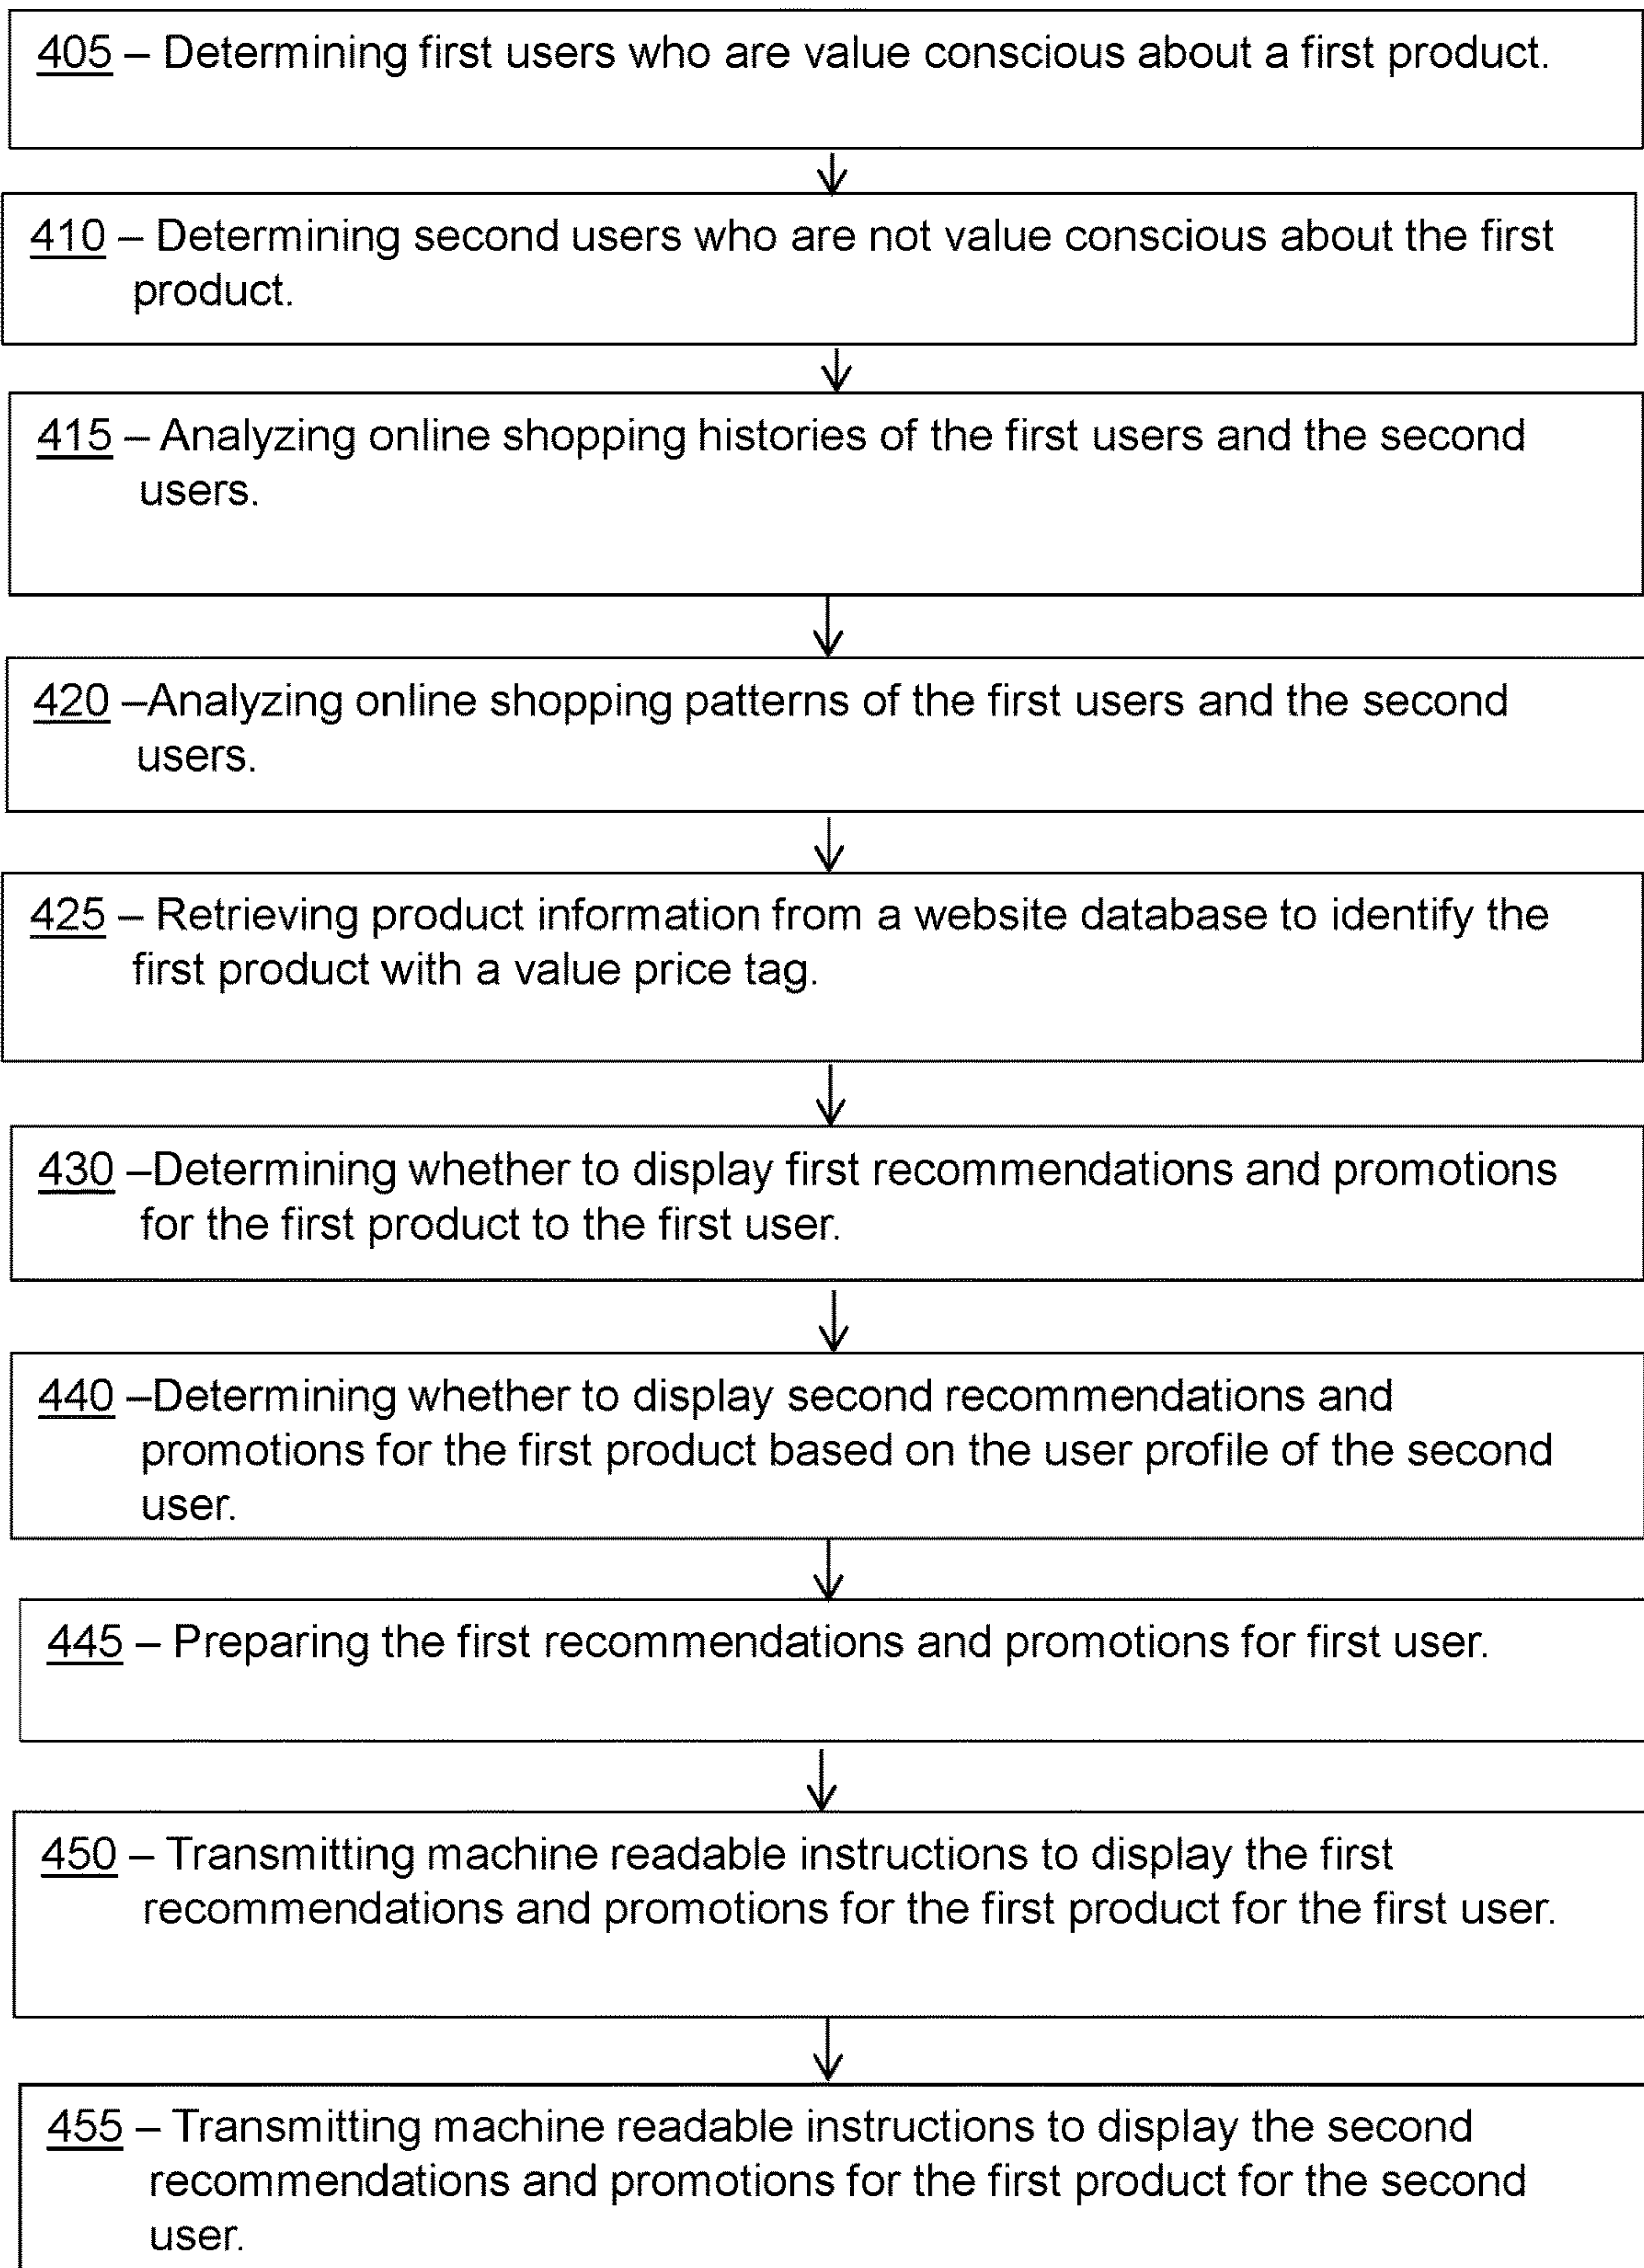 405 – Determining first users who are value conscious about a first product.
410 – Determining second users who are not value conscious about the first
product.
415 – Analyzing online shopping histories of the first users and the second
users.
420 –Analyzing online shopping patterns of the first users and the second
users.
425 – Retrieving product information from a website database to identify the
first product with a value price tag.
430 –Determining whether to display first recommendations and promotions
for the first product to the first user.
440 –Determining whether to display second recommendations and
promotions for the first product based on the user profile of the second
user.
445 – Preparing the first recommendations and promotions for first user.
450 – Transmitting machine readable instructions to display the first
recommendations and promotions for the first product for the first user.
455 – Transmitting machine readable instructions to display the second
recommendations and promotions for the first product for the second
user.